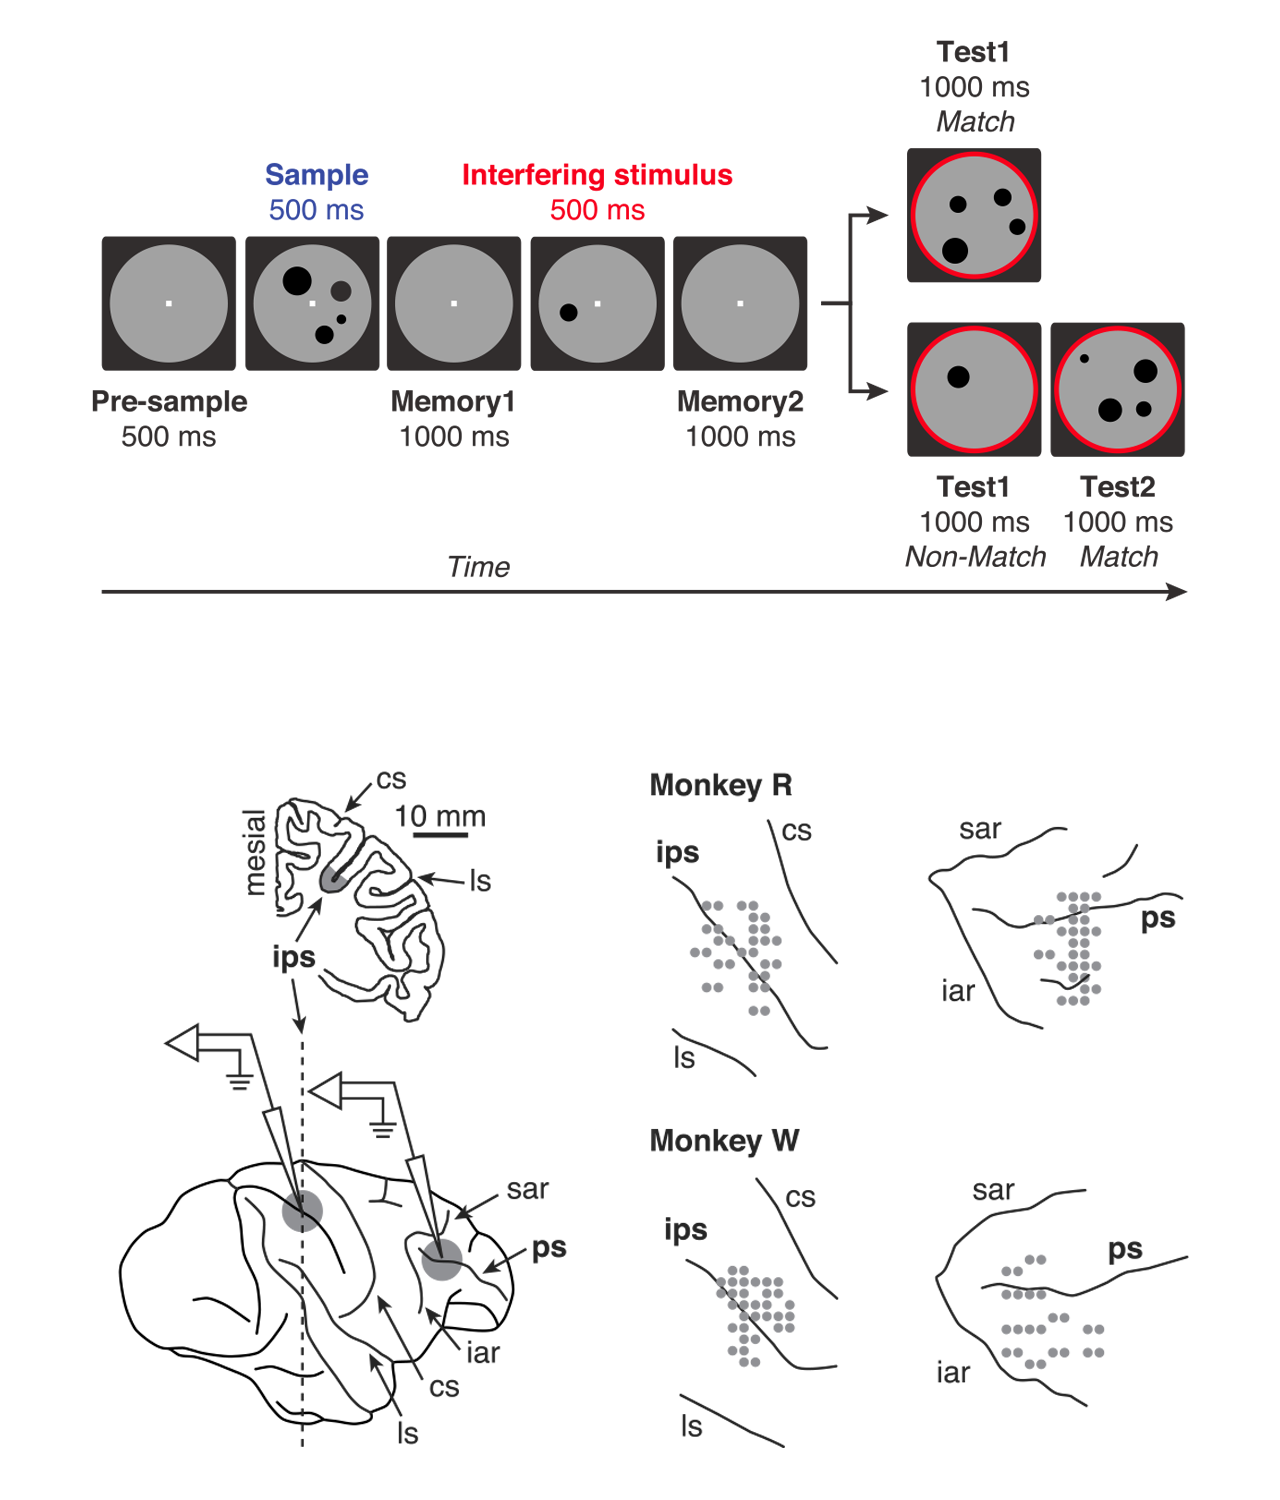 Test1
1000 ms
Match
Sample
500 ms
Interfering stimulus
500 ms
Pre-sample
500 ms
Memory1
1000 ms
Memory2
1000 ms
Test1
1000 ms
Non-Match
Test2
1000 ms
Match
Time
cs
10 mm
mesial
ls
ips
sar
ps
iar
cs
ls
Monkey R
cs
ips
ls
sar
ps
iar
Monkey W
cs
ips
ls
sar
ps
iar